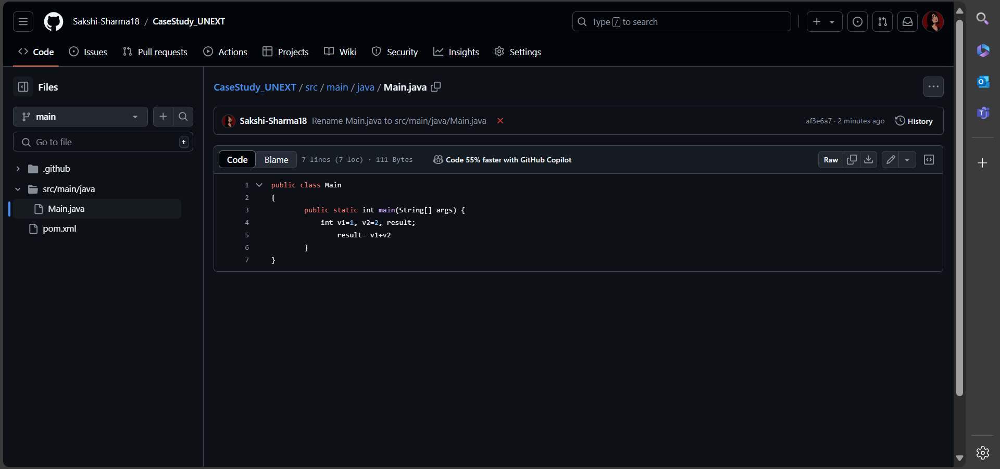 Sakshi-Sharma18 / CaseStudy_UNEXT
Type / to search
Code Issues Pull requests Actions Projects Wiki Security Insights Settings
Files
main
Go to file t
.github
src/main/java
Main.java
pom.xml
CaseStudy_UNEXT / src / main / java / Main.java
Sakshi-Sharma18 Rename Main.java to src/main/java/Main.java
af3e6a7 · 2 minutes ago History
Code Blame 7 lines (7 loc) · 111 Bytes Code 55% faster with GitHub Copilot Raw
1 public class Main
2 {
3 public static int main(String[] args) {
4 int v1=1, v2=2, result;
5 result= v1+v2
6 }
7 }